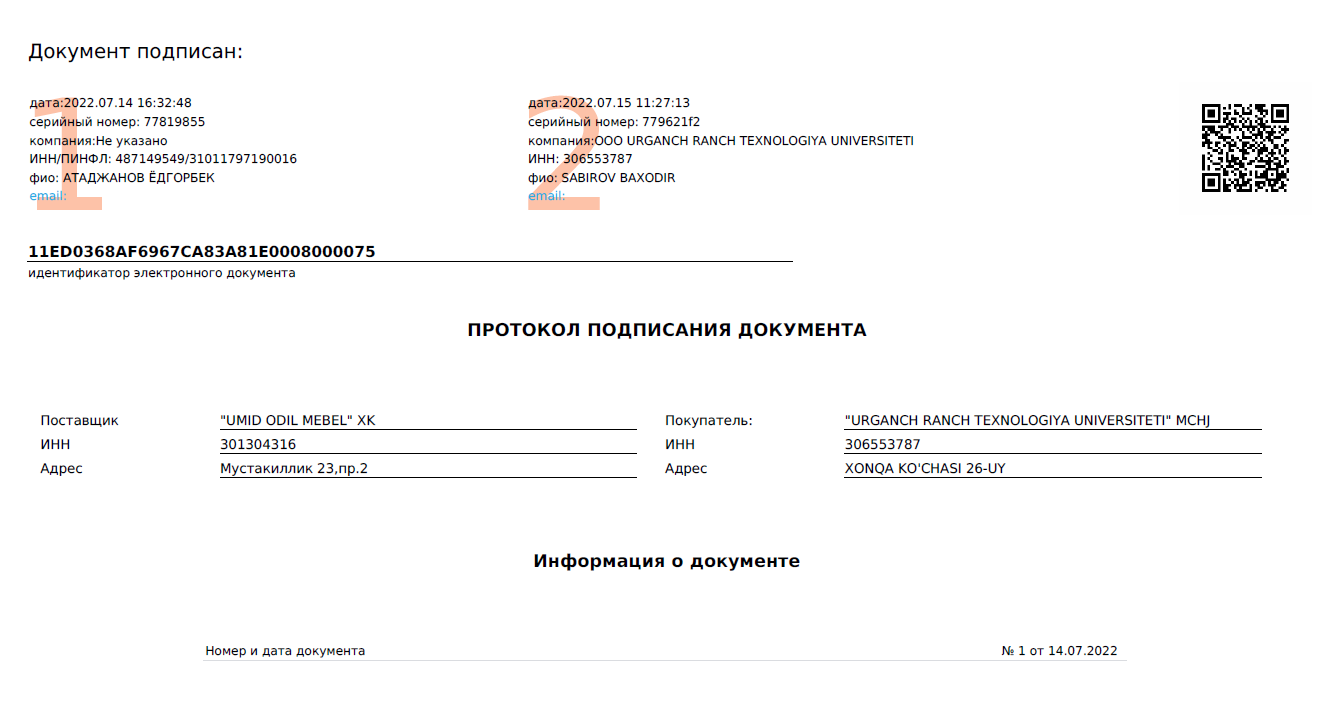 Документ подписан:
1
дата:2022.07.14 16:32:48
серийный номер: 77819855
компания:Не указано
ИНН/ПИНФЛ: 487149549/31011797190016
фио: АТАДЖАНОВ ЁДГОРБЕК
email:
2
дата:2022.07.15 11:27:13
серийный номер: 779621f2
компания:ООО URGANCH RANCH TEXNOLOGIYA UNIVERSITETI
ИНН: 306553787
фио: SABIROV BAXODIR
email:
11ED0368AF6967CA83A81E0008000075
идентификатор электронного документа
ПРОТОКОЛ ПОДПИСАНИЯ ДОКУМЕНТА
Поставщик "UMID ODIL MEBEL" XK
ИНН 301304316
Адрес Мустакиллик 23,пр.2
Покупатель: "URGANCH RANCH TEXNOLOGIYA UNIVERSITETI" MCHJ
ИНН 306553787
Адрес XONQA KO'CHASI 26-UY
Информация о документе
Номер и дата документа № 1 от 14.07.2022